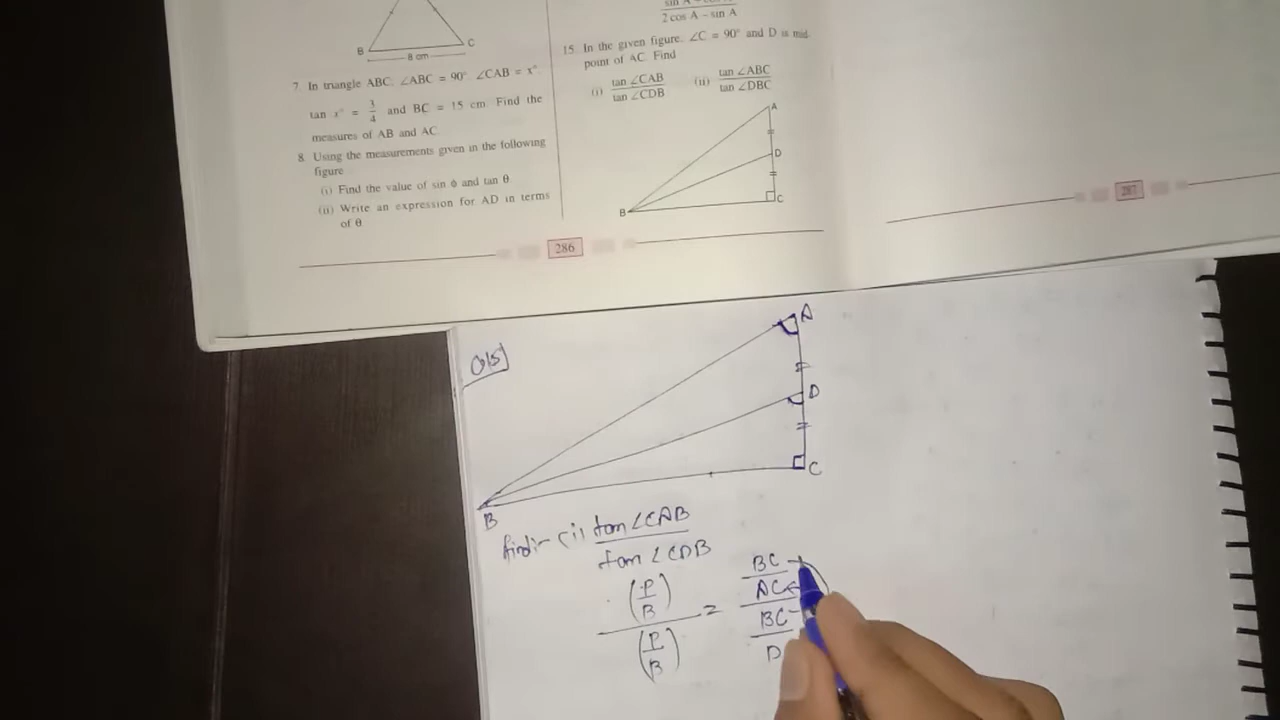 B
C
8 cm
7. In triangle ABC, ∠ABC = 90°, ∠CAB = x°,
tan x° = 3/4 and BC = 15 cm. Find the
measures of AB and AC.
8. Using the measurements given in the following
figure
(i) Find the value of sin ϕ and tan θ.
(ii) Write an expression for AD in terms
of θ
286
2 cos A - sin A
15. In the given figure, ∠C = 90° and D is mid-
point of AC. Find
(i) tan ∠CAB / tan ∠CDB (ii) tan ∠ABC / tan ∠DBC
A
D
B
C
287
Q15
A
D
C
B
find:- (i) tan ∠CAB
tan ∠CDB
(P/B) / (P/B) = BC/AC / BC/D